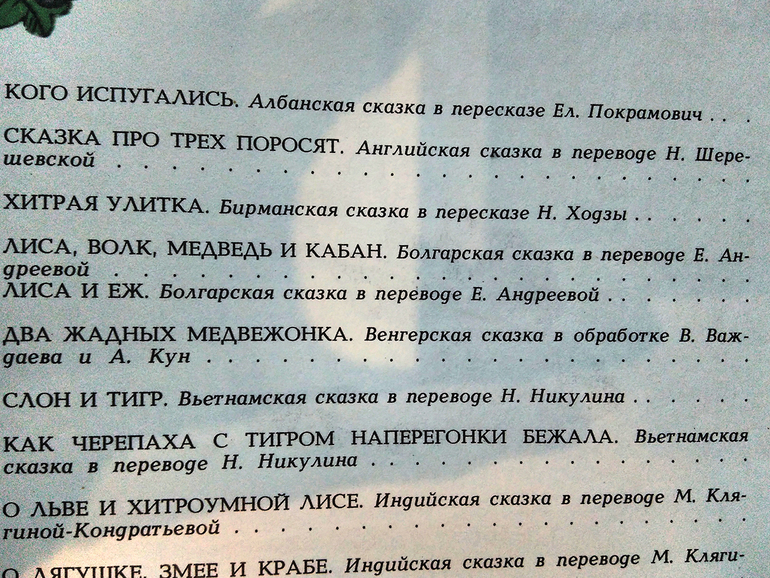 КОГО ИСПУГАЛИСЬ. Албанская сказка в пересказе Ел. Покрамович . . .
СКАЗКА ПРО ТРЕХ ПОРОСЯТ. Английская сказка в переводе Н. Шере-
шевской . . . . . . . . . . . . . . . . . . . . .
ХИТРАЯ УЛИТКА. Бирманская сказка в пересказе Н. Ходзы . . . . . .
ЛИСА, ВОЛК, МЕДВЕДЬ И КАБАН. Болгарская сказка в переводе Е. Ан-
дреевой . . . . . . . . . . . . . . . . . . . . .
ЛИСА И ЕЖ. Болгарская сказка в переводе Е. Андреевой . . . . . . .
ДВА ЖАДНЫХ МЕДВЕЖОНКА. Венгерская сказка в обработке В. Важ-
даева и А. Кун . . . . . . . . . . . . . . . . . .
СЛОН И ТИГР. Вьетнамская сказка в переводе Н. Никулина . . . . . .
КАК ЧЕРЕПАХА С ТИГРОМ НАПЕРЕГОНКИ БЕЖАЛА. Вьетнамская
сказка в переводе Н. Никулина . . . . . . . . . . . .
О ЛЬВЕ И ХИТРОУМНОЙ ЛИСЕ. Индийская сказка в переводе М. Кля-
гиной-Кондратьевой . . . . . . . . . . . . . . . . .
О ЛЯГУШКЕ, ЗМЕЕ И КРАБЕ. Индийская сказка в переводе М. Кляги-